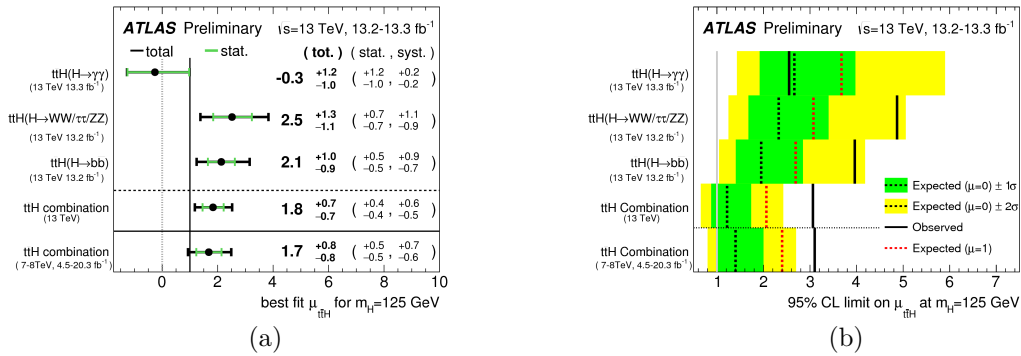 ATLAS Preliminary √s=13 TeV, 13.2-13.3 fb⁻¹
total stat. (tot.) (stat., syst.)
ttH(H→γγ) -0.3 +1.2 -1.0 ( +1.2 -1.0 , +0.2 -0.2 )
(13 TeV 13.3 fb⁻¹)
ttH(H→WW/ττ/ZZ) 2.5 +1.3 -1.1 ( +0.7 -0.7 , +1.1 -0.9 )
(13 TeV 13.2 fb⁻¹)
ttH(H→bb) 2.1 +1.0 -0.9 ( +0.5 -0.5 , +0.9 -0.7 )
(13 TeV 13.2 fb⁻¹)
ttH combination 1.8 +0.7 -0.7 ( +0.4 -0.4 , +0.6 -0.5 )
(13 TeV)
ttH combination 1.7 +0.8 -0.8 ( +0.5 -0.5 , +0.7 -0.6 )
( 7-8TeV, 4.5-20.3 fb⁻¹)
0 2 4 6 8 10
best fit μ_tt̄H for m_H=125 GeV
(a)
ATLAS Preliminary √s=13 TeV, 13.2-13.3 fb⁻¹
ttH(H→γγ)
(13 TeV 13.3 fb⁻¹)
ttH(H→WW/ττ/ZZ)
(13 TeV 13.2 fb⁻¹)
ttH(H→bb)
(13 TeV 13.2 fb⁻¹)
ttH Combination
(13 TeV)
ttH Combination
( 7-8TeV, 4.5-20.3 fb⁻¹)
Expected (μ=0) ± 1σ
Expected (μ=0) ± 2σ
Observed
Expected (μ=1)
1 2 3 4 5 6 7
95% CL limit on μ_tt̄H at m_H=125 GeV
(b)